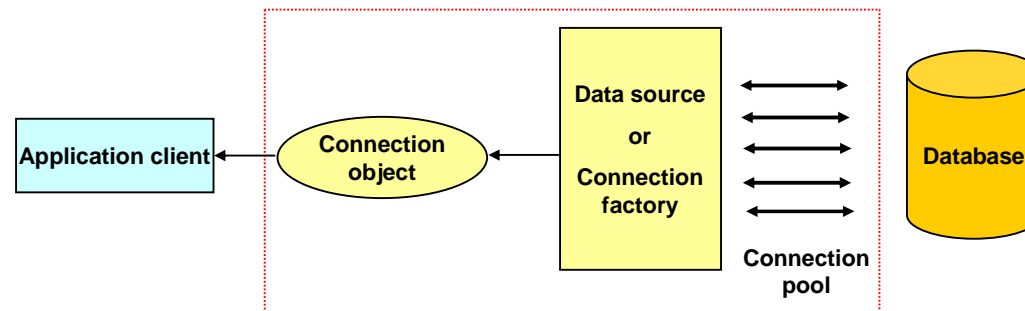 Application client
Connection
object
Data source
or
Connection
factory
Connection
pool
Database